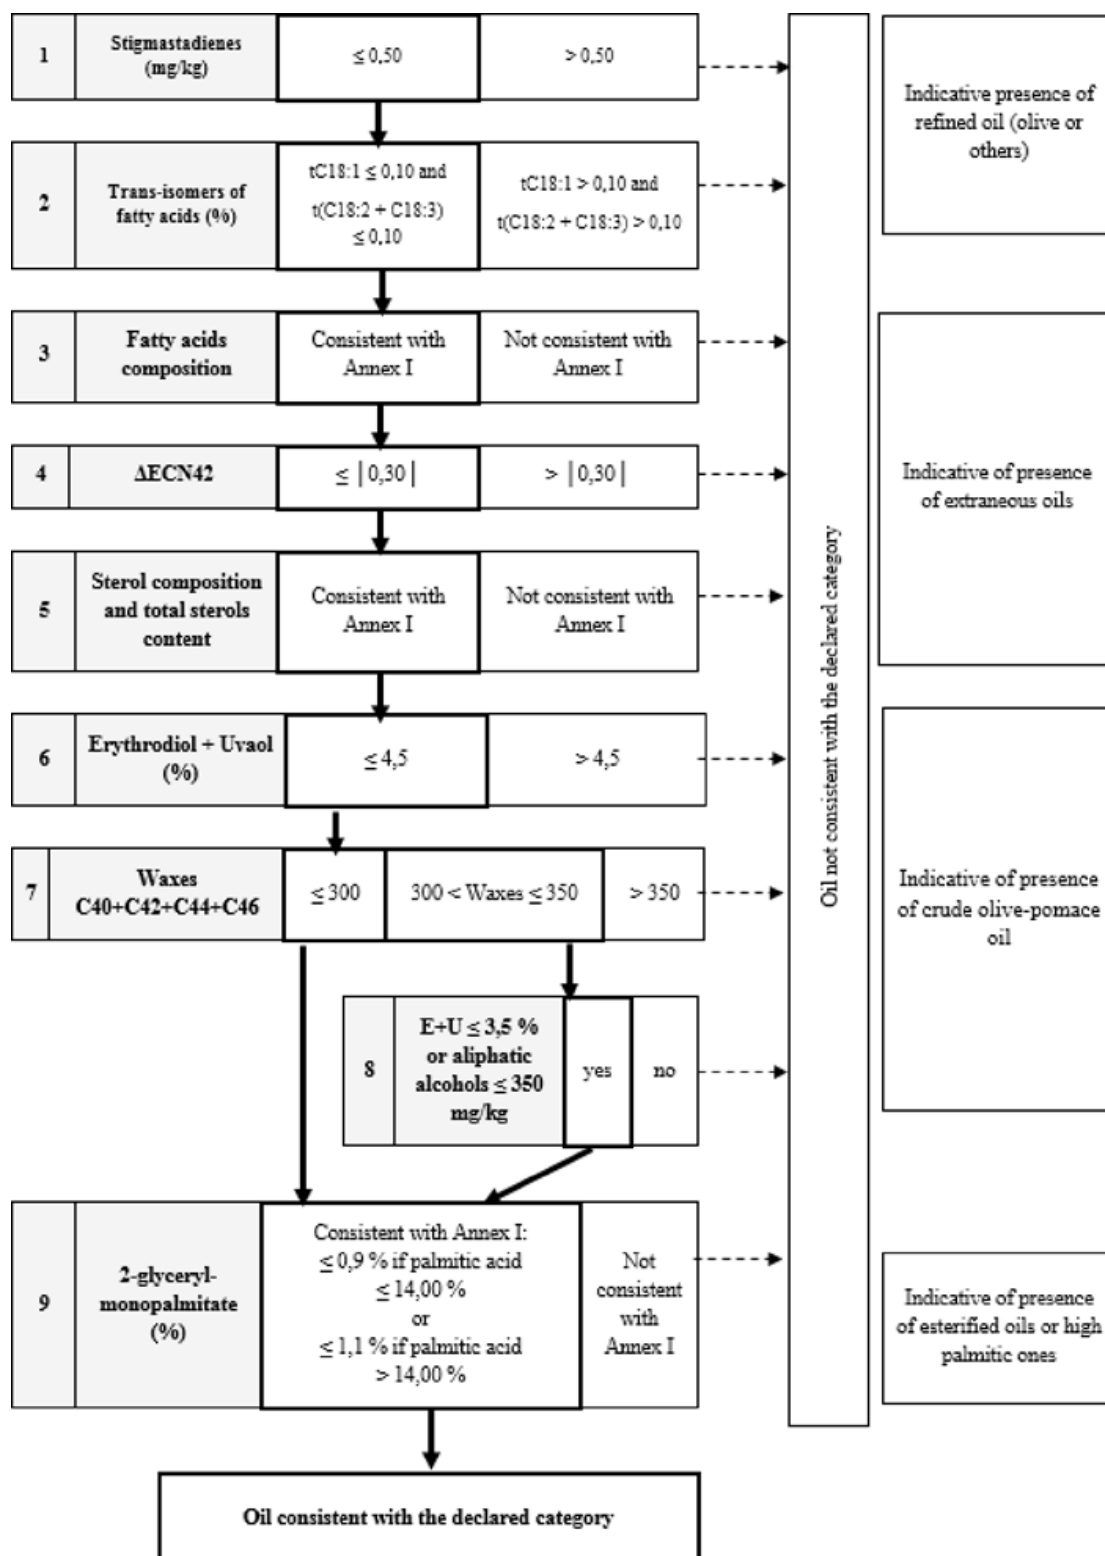 1
Stigmastadienes
(mg/kg)
≤ 0,50
> 0,50
2
Trans-isomers of
fatty acids (%)
tC18:1 ≤ 0,10 and
t(C18:2 + C18:3)
≤ 0,10
tC18:1 > 0,10 and
t(C18:2 + C18:3) > 0,10
3
Fatty acids
composition
Consistent with
Annex I
Not consistent with
Annex I
4
ΔECN42
≤ |0,30|
> |0,30|
5
Sterol composition
and total sterols
content
Consistent with
Annex I
Not consistent with
Annex I
6
Erythrodiol + Uvaol
(%)
≤ 4,5
> 4,5
7
Waxes
C40+C42+C44+C46
≤ 300
300 < Waxes ≤ 350
> 350
8
E+U ≤ 3,5 %
or aliphatic
alcohols ≤ 350
mg/kg
yes
no
9
2-glyceryl-
monopalmitate
(%)
Consistent with Annex I:
≤ 0,9 % if palmitic acid
≤ 14,00 %
or
≤ 1,1 % if palmitic acid
> 14,00 %
Not
consistent
with
Annex I
Oil consistent with the declared category
Oil not consistent with the declared category
Indicative presence of
refined oil (olive or
others)
Indicative of presence
of extraneous oils
Indicative of presence
of crude olive-pomace
oil
Indicative of presence
of esterified oils or high
palmitic ones